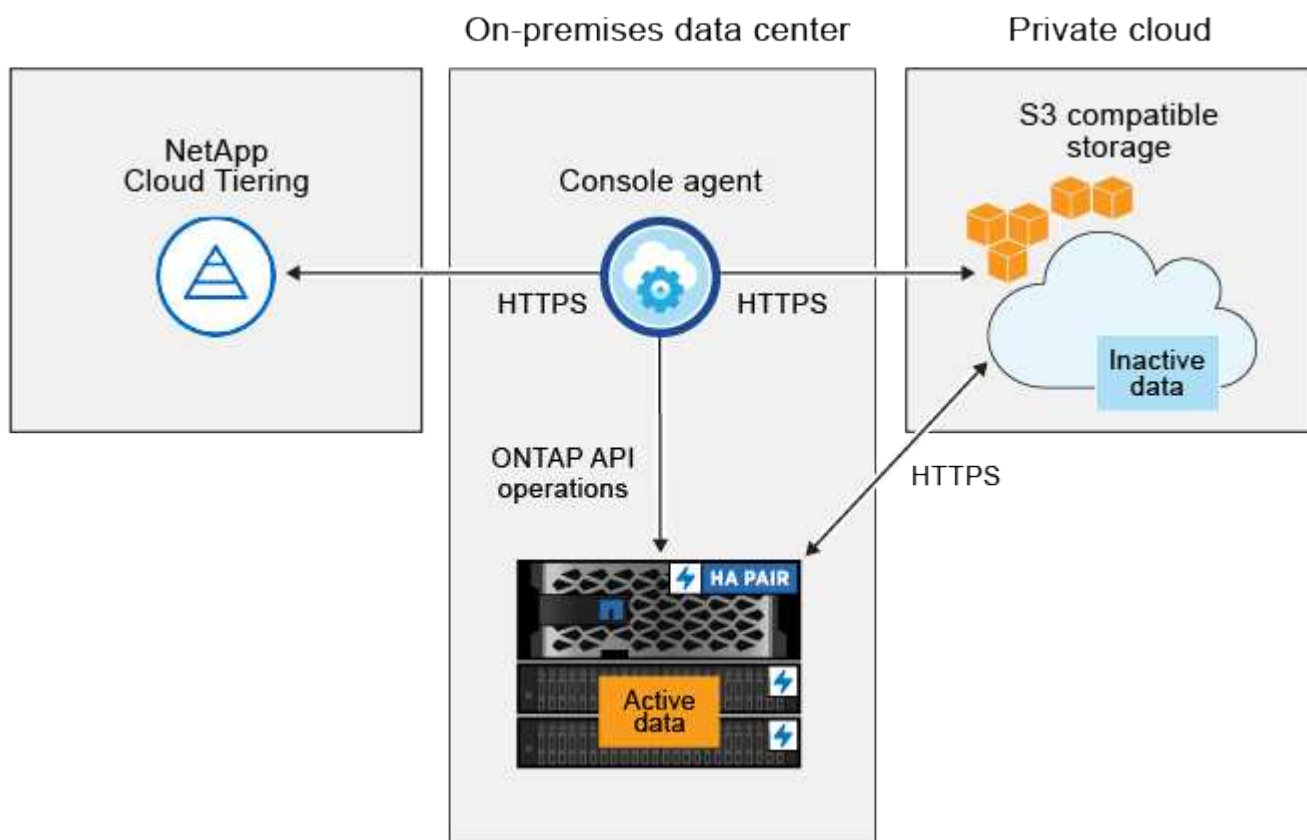 On-premises data center
Private cloud
NetApp
Cloud Tiering
Console agent
S3 compatible
storage
HTTPS
HTTPS
Inactive
data
ONTAP API
operations
HTTPS
HA PAIR
Active
data